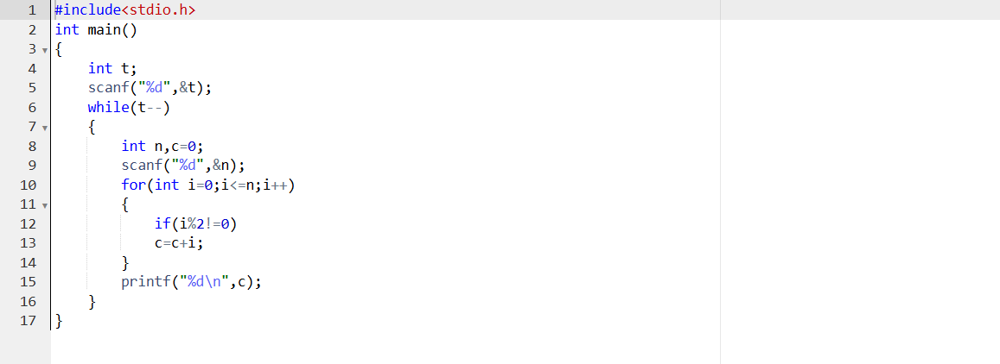 1 #include<stdio.h>
2 int main()
3 {
4     int t;
5     scanf("%d",&t);
6     while(t--)
7     {
8         int n,c=0;
9         scanf("%d",&n);
10         for(int i=0;i<=n;i++)
11         {
12             if(i%2!=0)
13             c=c+i;
14         }
15         printf("%d\n",c);
16     }
17 }